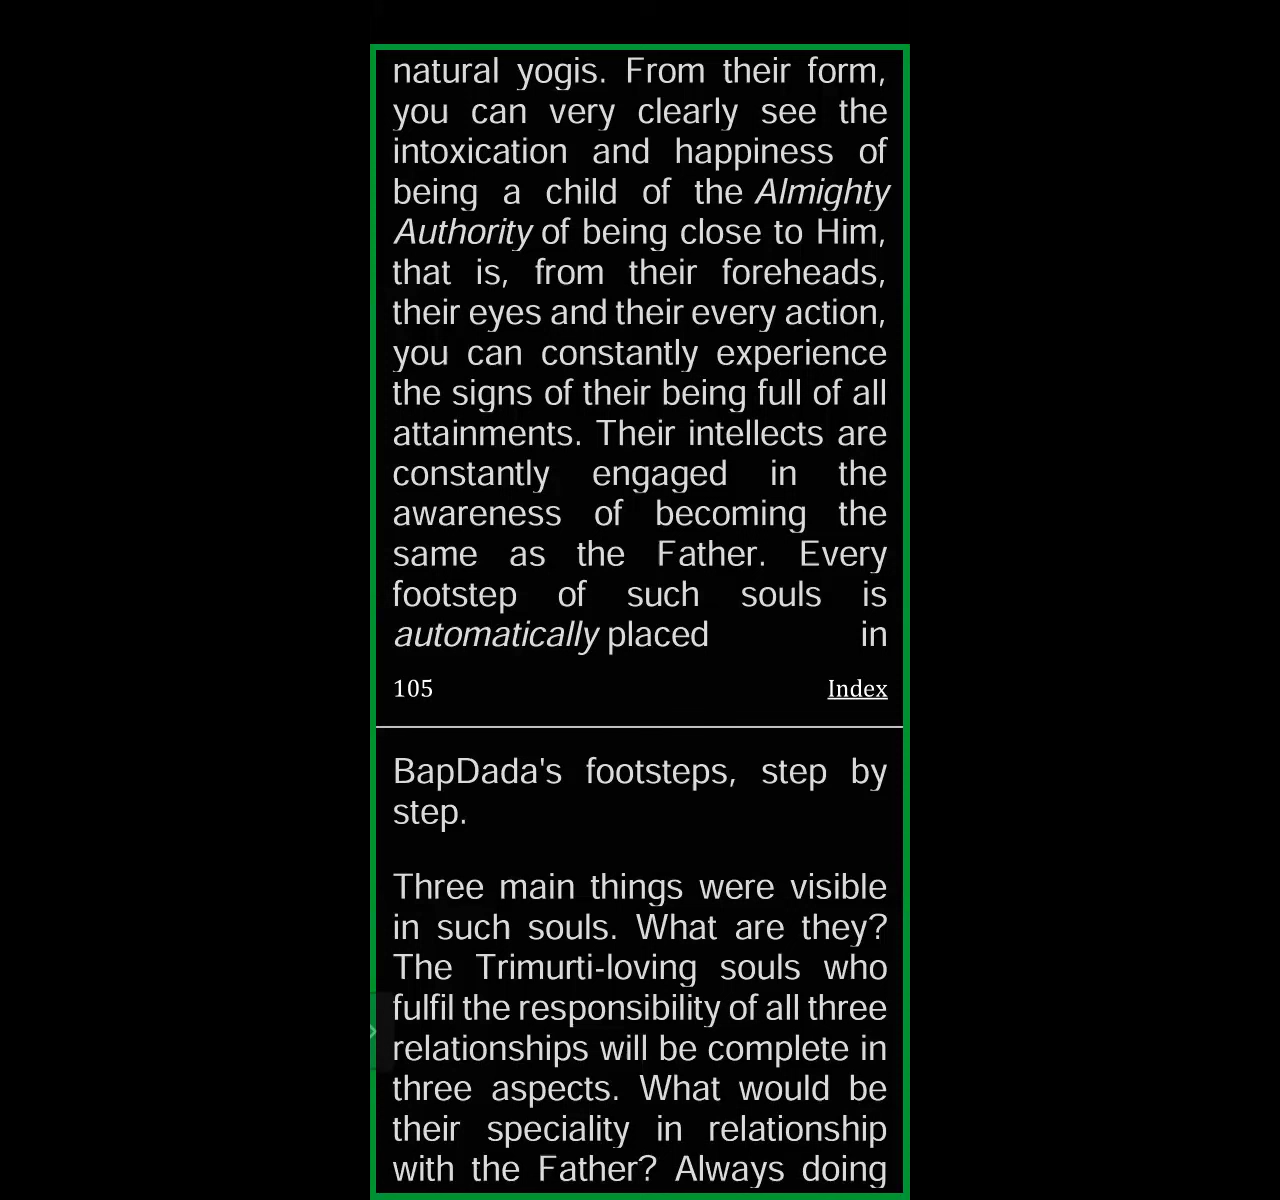 natural yogis. From their form,
you can very clearly see the
intoxication and happiness of
being a child of the Almighty
Authority of being close to Him,
that is, from their foreheads,
their eyes and their every action,
you can constantly experience
the signs of their being full of all
attainments. Their intellects are
constantly engaged in the
awareness of becoming the
same as the Father. Every
footstep of such souls is
automatically placed in
105 Index
BapDada's footsteps, step by
step.
Three main things were visible
in such souls. What are they?
The Trimurti-loving souls who
fulfil the responsibility of all three
relationships will be complete in
three aspects. What would be
their speciality in relationship
with the Father? Always doing